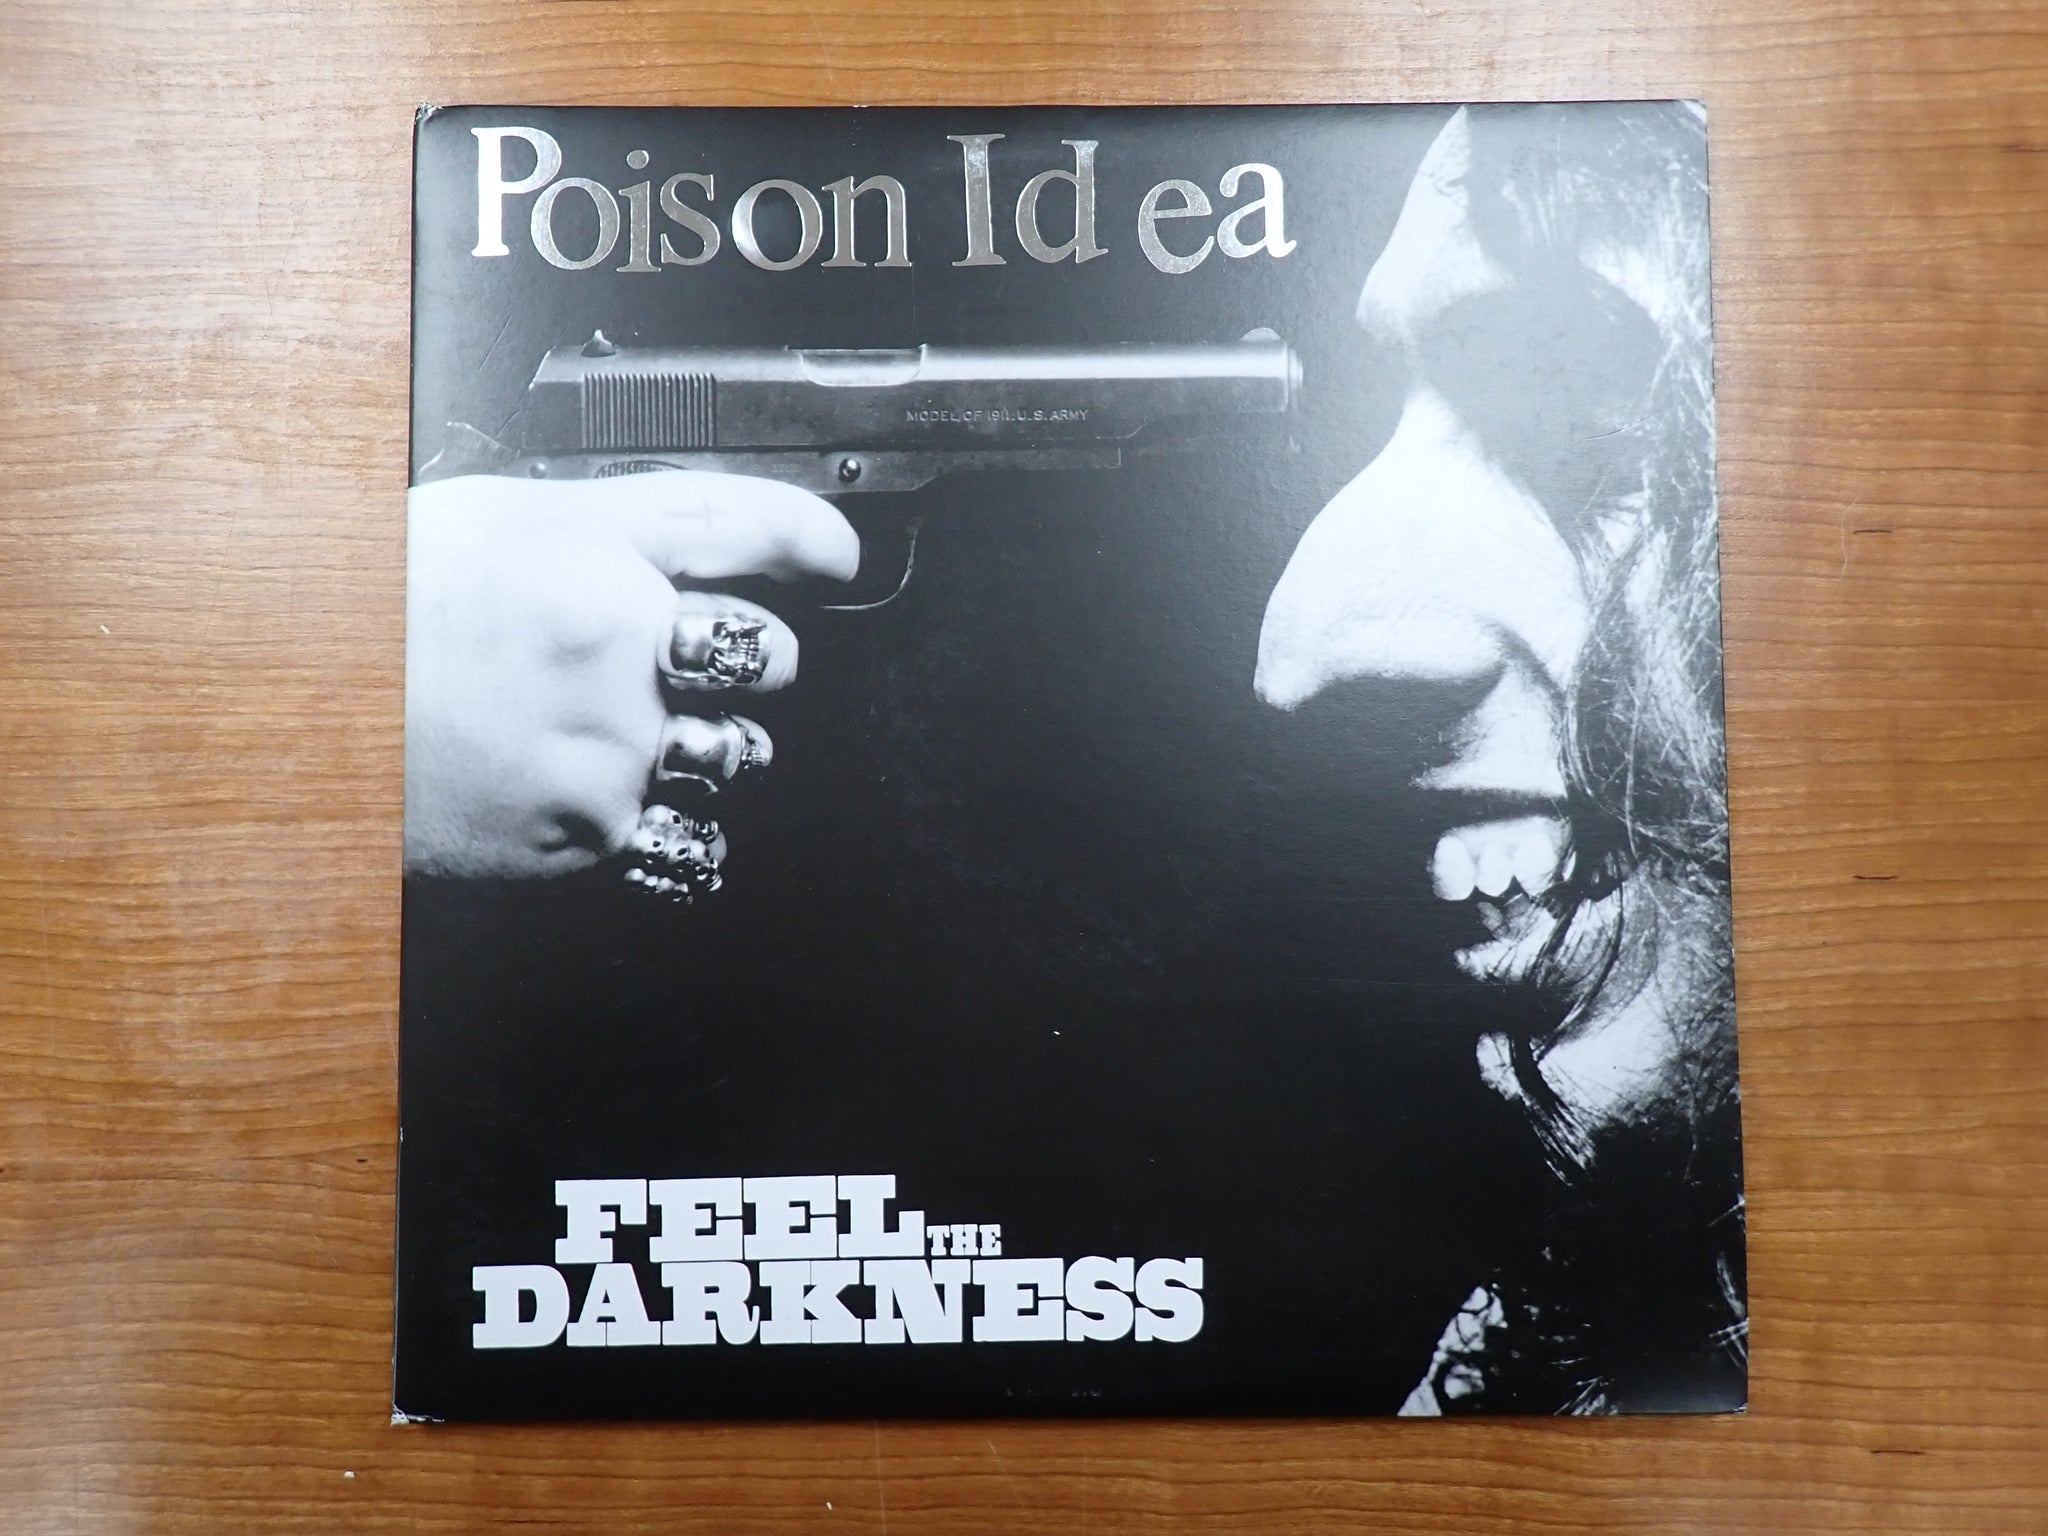 Poison Idea
MODEL OF 1911. U.S. ARMY
FEEL THE
DARKNESS